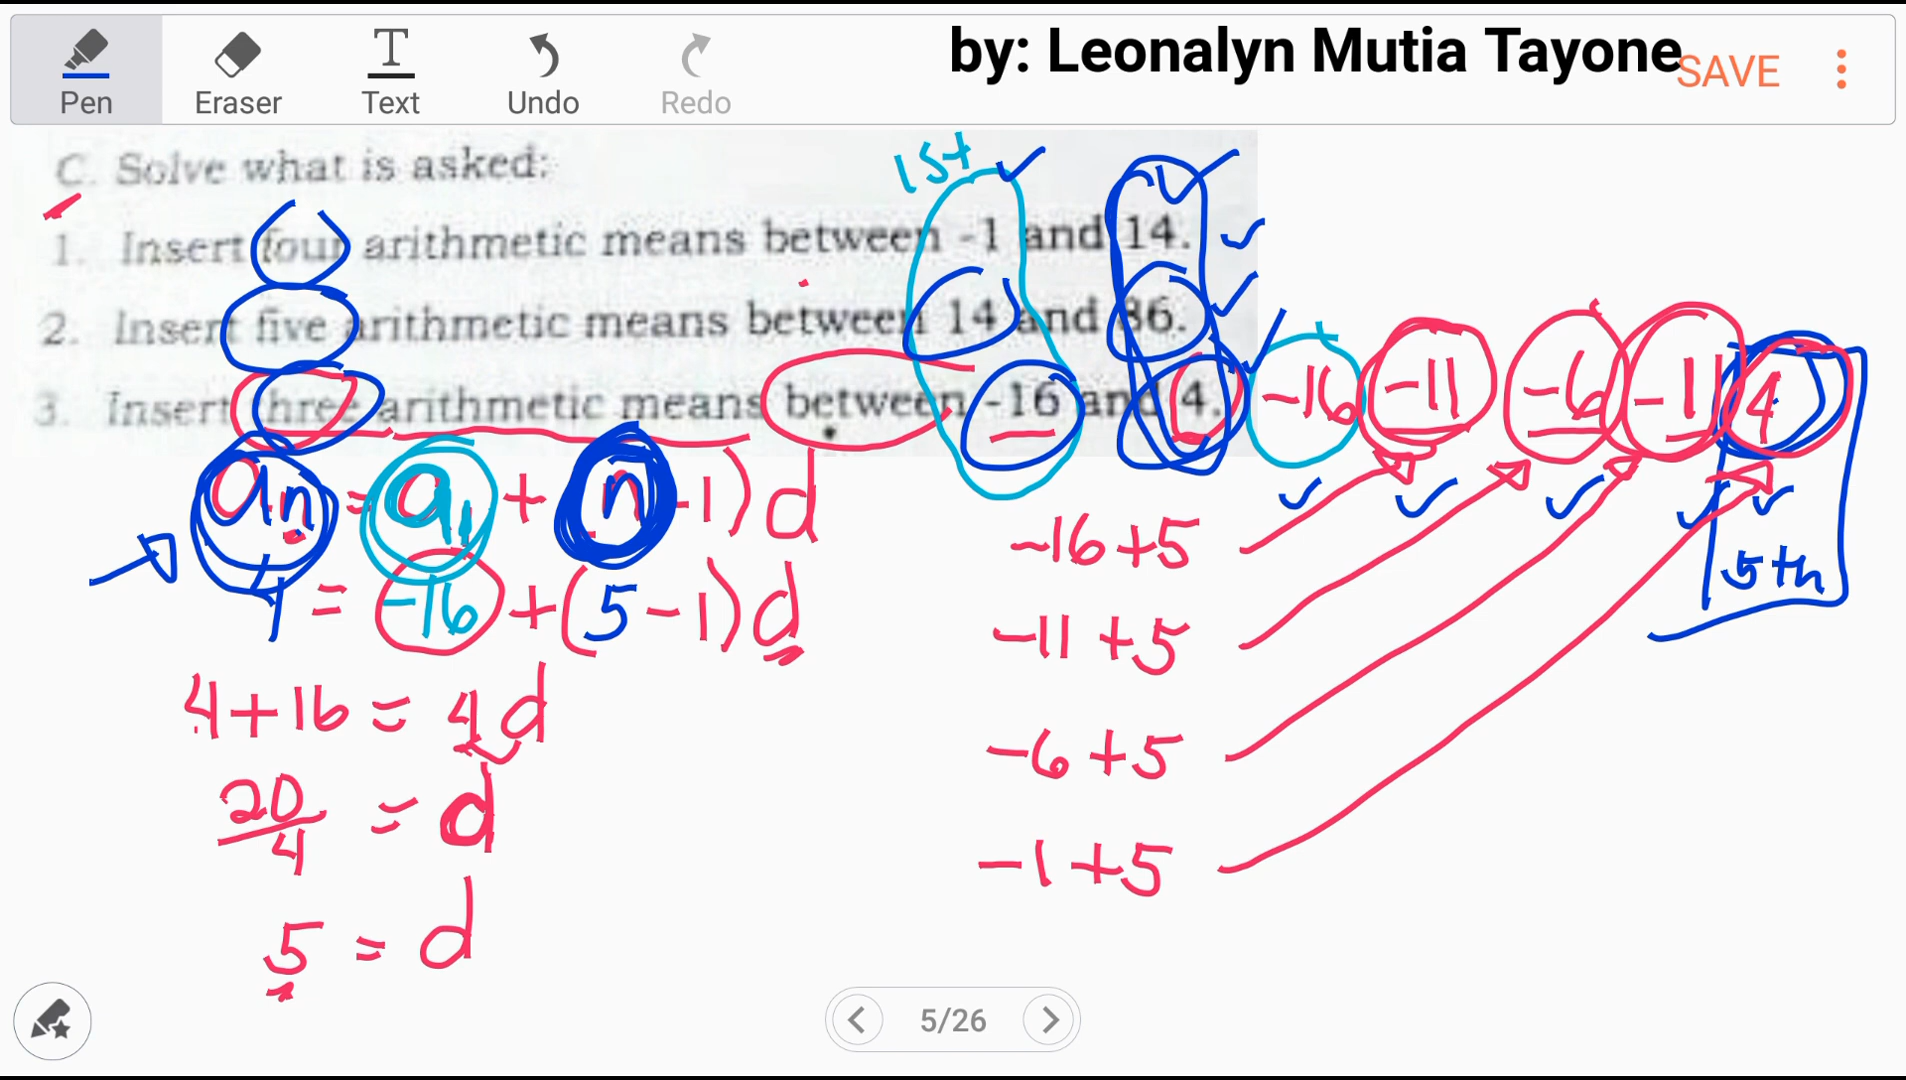 by: Leonalyn Mutia Tayone
SAVE
Pen
Eraser
Text
Undo
Redo
C. Solve what is asked:
1. Insert four arithmetic means between -1 and 14.
2. Insert five arithmetic means between 14 and 86.
3. Insert three arithmetic means between -16 and 4.
1st
-16 -11 -6 -1 4
5th
an = a1 + (n-1)d
4 = -16 + (5-1)d
4+16 = 4d
20/4 = d
5 = d
-16+5
-11+5
-6+5
-1+5
5/26